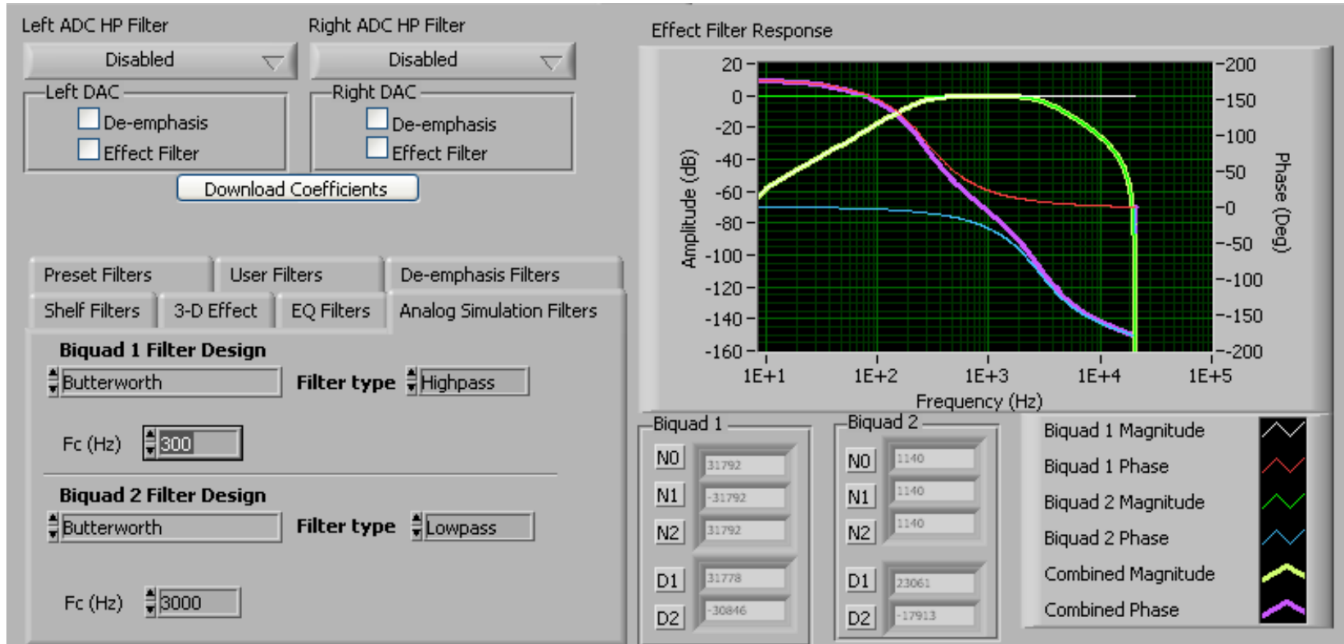 Left ADC HP Filter
Right ADC HP Filter
Disabled
Disabled
Left DAC
De-emphasis
Effect Filter
Right DAC
De-emphasis
Effect Filter
Download Coefficients
Preset Filters
User Filters
De-emphasis Filters
Shelf Filters
3-D Effect
EQ Filters
Analog Simulation Filters
Biquad 1 Filter Design
Butterworth
Filter type
Highpass
Fc (Hz)
300
Biquad 2 Filter Design
Butterworth
Filter type
Lowpass
Fc (Hz)
3000
Effect Filter Response
Amplitude (dB)
20
0
-20
-40
-60
-80
-100
-120
-140
-160
1E+1
1E+2
1E+3
1E+4
1E+5
Frequency (Hz)
200
150
100
50
0
-50
-100
-150
-200
Phase (Deg)
Biquad 1
N0 31792
N1 -31792
N2 31792
D1 31778
D2 -30846
Biquad 2
N0 1140
N1 1140
N2 1140
D1 23061
D2 -17913
Biquad 1 Magnitude
Biquad 1 Phase
Biquad 2 Magnitude
Biquad 2 Phase
Combined Magnitude
Combined Phase